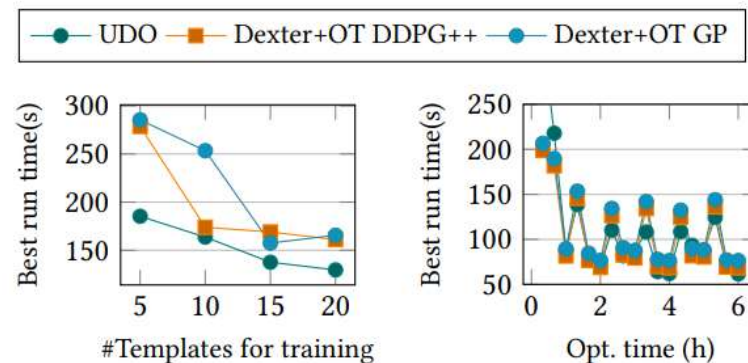 UDO Dexter+OT DDPG++ Dexter+OT GP
Best run time(s)
300
250
200
150
5 10 15 20
#Templates for training
Best run time(s)
250
200
150
100
50
0 2 4 6
Opt. time (h)